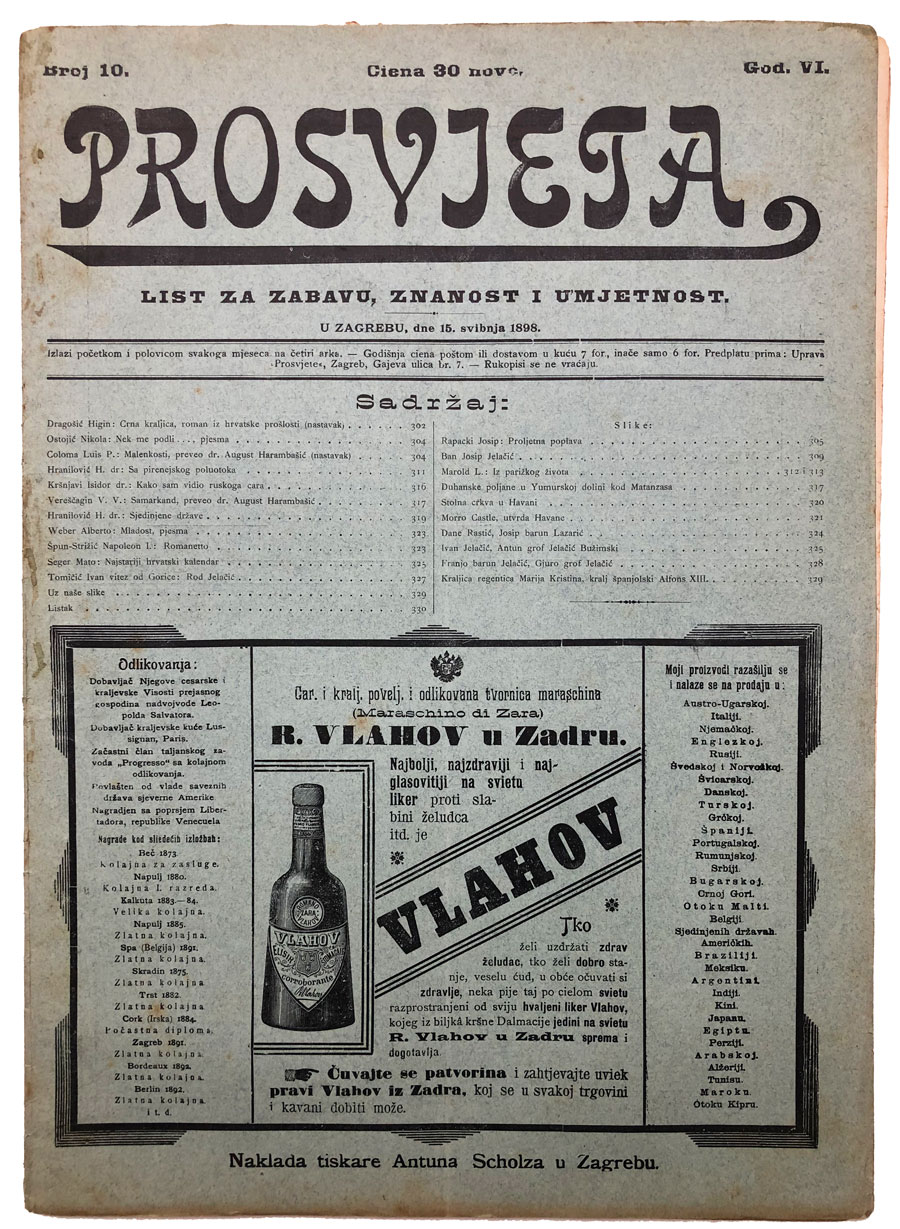 Broj 10.
Ciena 30 novč.
God. VI.
PROSVJETA
LIST ZA ZABAVU, ZNANOST I UMJETNOST.
U ZAGREBU, dne 15. svibnja 1898.
Izlazi početkom i polovicom svakoga mjeseca na četiri arka. — Godišnja ciena poštom ili dostavom u kuću 7 for., inače samo 6 for. Predplatu prima: Uprava
»Prosvjete«, Zagreb, Gajeva ulica br. 7. — Rukopisi se ne vraćaju.
Sadržaj:
Dragošić Higin: Crna kraljica, roman iz hrvatske prošlosti (nastavak) 302
Ostojić Nikola: Nek me podli . . . , pjesma 304
Coloma Luis P.: Malenkosti, preveo dr. August Harambašić (nastavak) 304
Hranilović H. dr.: Sa pirenejskog poluotoka 311
Kršnjavi Isidor dr.: Kako sam vidio ruskoga cara 316
Vereščagin V. V.: Samarkand, preveo dr. August Harambašić 317
Hranilović H. dr.: Sjedinjene države 319
Weber Alberto: Mladost, pjesma 323
Špun-Strižić Napoleon I.: Romanetto 323
Šeger Mato: Najstariji hrvatski kalendar 325
Tomičić Ivan vitez od Gorice: Rod Jelačić 327
Uz naše slike 329
Listak 330
Slike:
Rapacki Josip: Proljetna poplava 305
Ban Josip Jelačić 309
Marold L.: Iz parižkog života 312 i 313
Duhanske poljane u Yumurskoj dolini kod Matanzasa 317
Stolna crkva u Havani 320
Morro Castle, utvrda Havane 321
Dane Rastić, Josip barun Lazarić 324
Ivan Jelačić, Antun grof Jelačić Bužimski 325
Franjo barun Jelačić, Gjuro grof Jelačić 328
Kraljica regentica Marija Kristina, kralj španjolski Alfons XIII. 329
Odlikovanja:
Dobavljač Njegove cesarske i
kraljevske Visosti prejasnog
gospodina nadvojvode Leo-
polda Salvatora.
Dobavljač kraljevske kuće Lus-
signan, Paris.
Začastni član taljanskog za-
voda „Progresso“ sa kolajnom
odlikovanja.
Povlašten od vlade saveznih
država sjeverne Amerike
Nagradjen sa poprsjem Liber-
tadora, republike Venecuela
Nagrade kod sliedećih izložbah:
Beč 1873.
Kolajna za zasluge.
Napulj 1880.
Kolajna I. razreda.
Kalkuta 1883.—84.
Velika kolajna.
Napulj 1885.
Zlatna kolajna.
Spa (Belgija) 1891.
Zlatna kolajna.
Skradin 1875.
Zlatna kolajna
Trst 1882.
Zlatna kolajna
Cork (Irska) 1884.
Počastna diploma.
Zagreb 1891.
Zlatna kolajna.
Bordeaux 1892.
Zlatna kolajna.
Berlin 1892.
Zlatna kolajna.
i t. d.
Car. i kralj. povelj. i odlikovana tvornica maraschina
(Maraschino di Zara)
R. VLAHOV u Zadru.
Najbolji, najzdraviji i naj-
glasovitiji na svietu
liker proti sla-
bini želudca
itd. je
VLAHOV
ROMANO
ZARA
VLAHOV
VLAHOV
corroborante
RVlahov
Tko
želi uzdržati zdrav
želudac, tko želi dobro sta-
nje, veselu ćud, u obće očuvati si
zdravlje, neka pije taj po cielom svietu
razprostranjeni od sviju hvaljeni liker Vlahov,
kojeg iz biljkâ kršne Dalmacije jedini na svietu
R. Vlahov u Zadru sprema i
dogotavlja.
Čuvajte se patvorina i zahtjevajte uviek
pravi Vlahov iz Zadra, koj se u svakoj trgovini
i kavani dobiti može.
Moji proizvodi razašilju se
i nalaze se na prodaju u:
Austro-Ugarskoj.
Italiji.
Njemačkoj.
Englezkoj.
Rusiji.
Švedskoj i Norvežkoj.
Švicarskoj.
Danskoj.
Turskoj.
Grčkoj.
Španiji.
Portugalskoj.
Rumunjskoj.
Srbiji.
Bugarskoj.
Crnoj Gori.
Otoku Malti.
Belgiji.
Sjedinjenih državah.
Američkih.
Braziliji.
Meksiku.
Argentini.
Indiji.
Kini.
Japanu.
Egiptu.
Perziji.
Arabskoj.
Alžeriji.
Tunisu.
Maroku.
Otoku Kipru.
Naklada tiskare Antuna Scholza u Zagrebu.